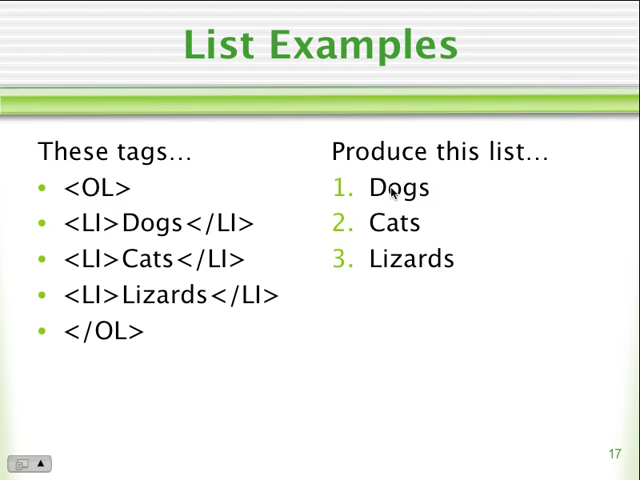 List Examples
These tags...
• <OL>
• <LI>Dogs</LI>
• <LI>Cats</LI>
• <LI>Lizards</LI>
• </OL>
Produce this list...
1. Dogs
2. Cats
3. Lizards
17